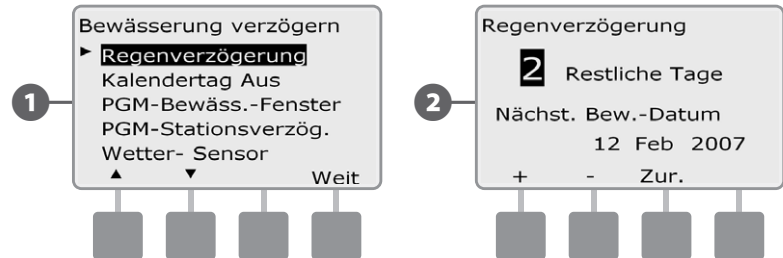 Bewässerung verzögern
► Regenverzögerung
Kalendertag Aus
PGM-Bewäss.-Fenster
PGM-Stationsverzög.
Wetter- Sensor
▲ ▼ Weit
1
Regenverzögerung
2 Restliche Tage
Nächst. Bew.-Datum
12 Feb 2007
+ - Zur.
2